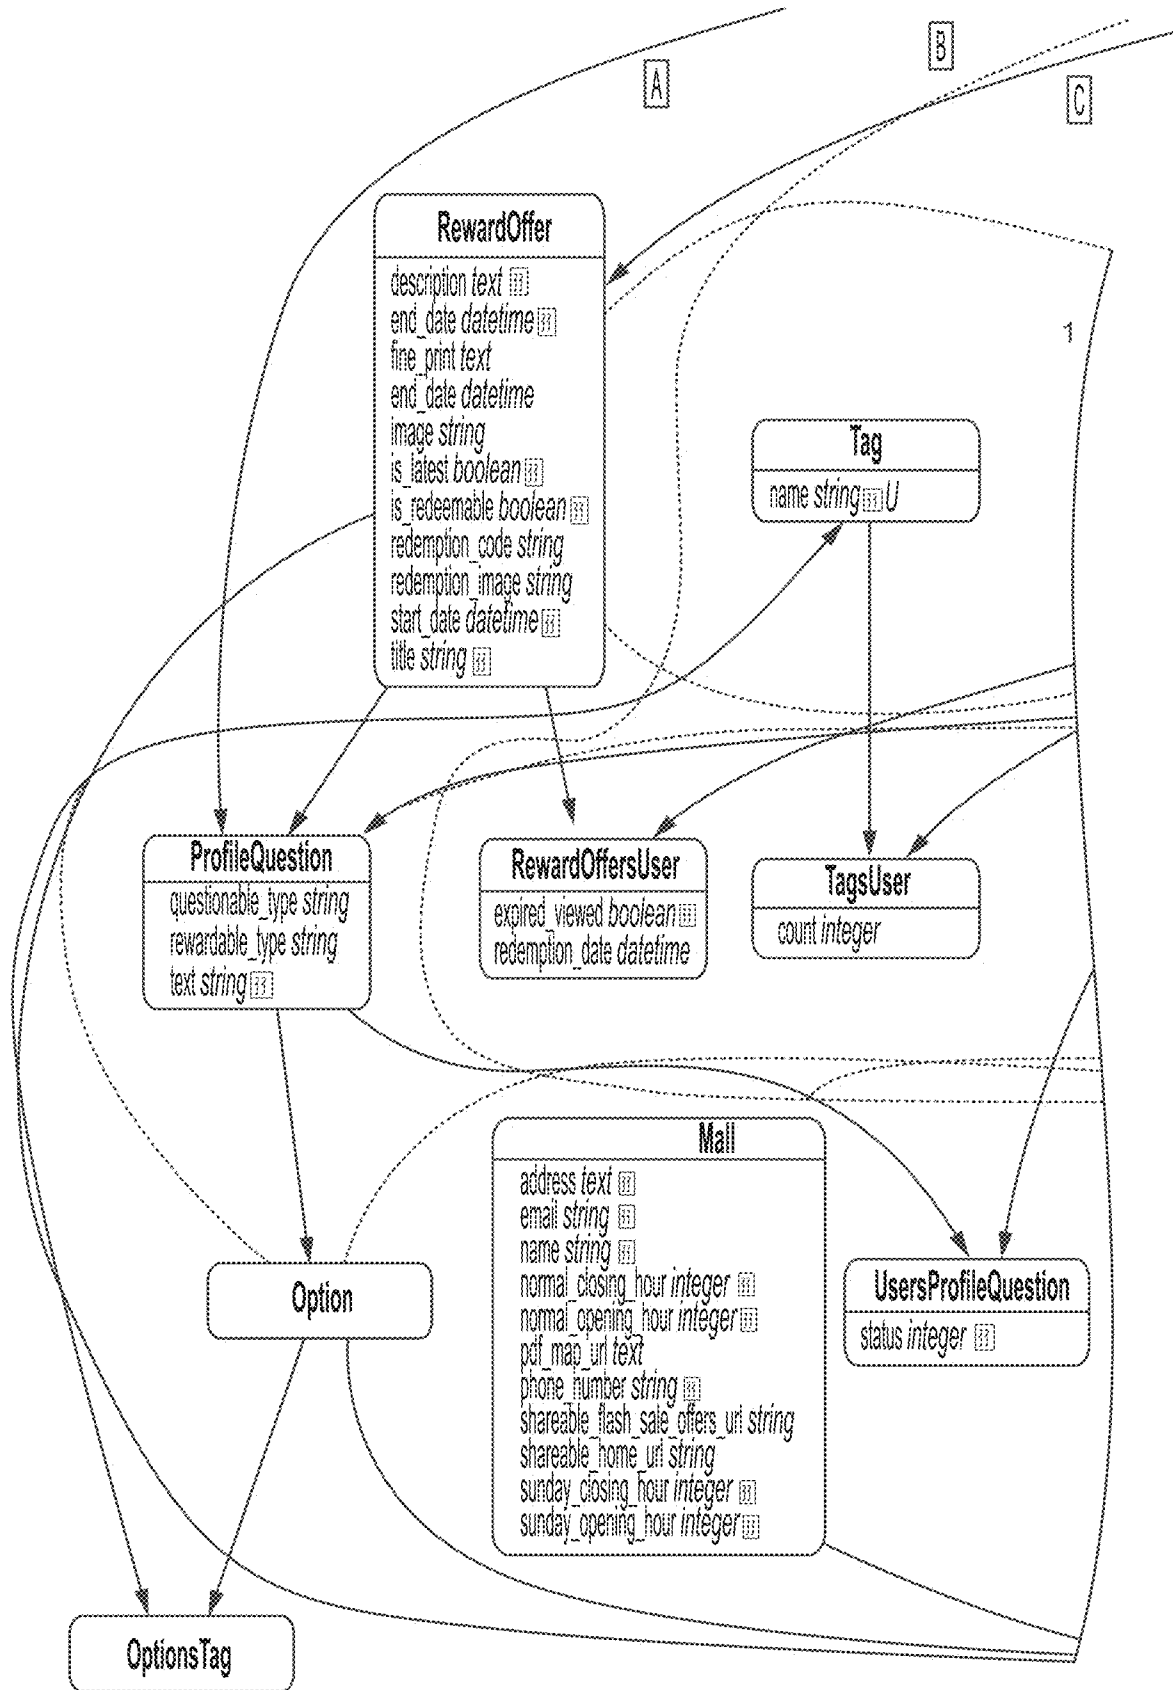 A
B
C
RewardOffer
description text
end_date datetime
fine_print text
end_date datetime
image string
is_latest boolean
is_redeemable boolean
redemption_code string
redemption_image string
start_date datetime
title string
1
Tag
name string U
ProfileQuestion
questionable_type string
rewardable_type string
text string
RewardOffersUser
expired_viewed boolean
redemption_date datetime
TagsUser
count integer
Mall
address text
email string
name string
normal_closing_hour integer
normal_opening_hour integer
pdf_map_url text
phone_number string
shareable_flash_sale_offers_url string
shareable_home_url string
sunday_closing_hour integer
sunday_opening_hour integer
Option
UsersProfileQuestion
status integer
OptionsTag